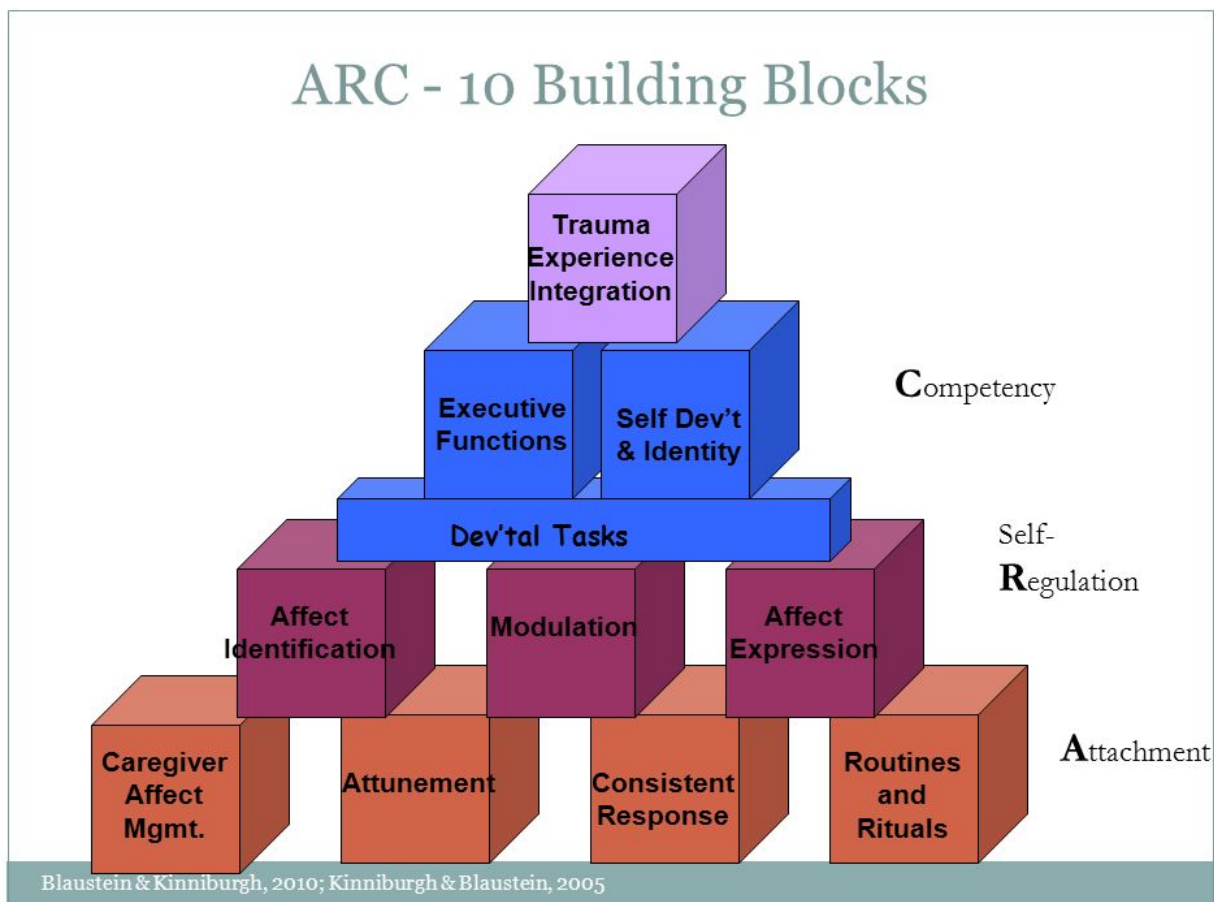 ARC - 10 Building Blocks
Trauma
Experience
Integration
Executive
Functions
Self Dev't
& Identity
Competency
Dev'tal Tasks
Self-
Regulation
Affect
Identification
Modulation
Affect
Expression
Caregiver
Affect
Mgmt.
Attunement
Consistent
Response
Routines
and
Rituals
Attachment
Blaustein & Kinniburgh, 2010; Kinniburgh & Blaustein, 2005